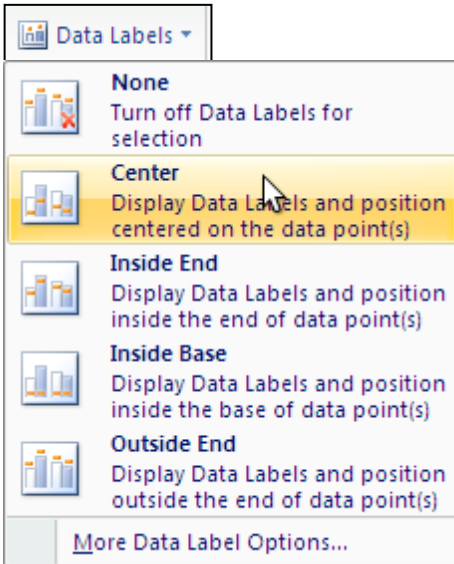 Data Labels
None
Turn off Data Labels for
selection
Center
Display Data Labels and position
centered on the data point(s)
Inside End
Display Data Labels and position
inside the end of data point(s)
Inside Base
Display Data Labels and position
inside the base of data point(s)
Outside End
Display Data Labels and position
outside the end of data point(s)
More Data Label Options...